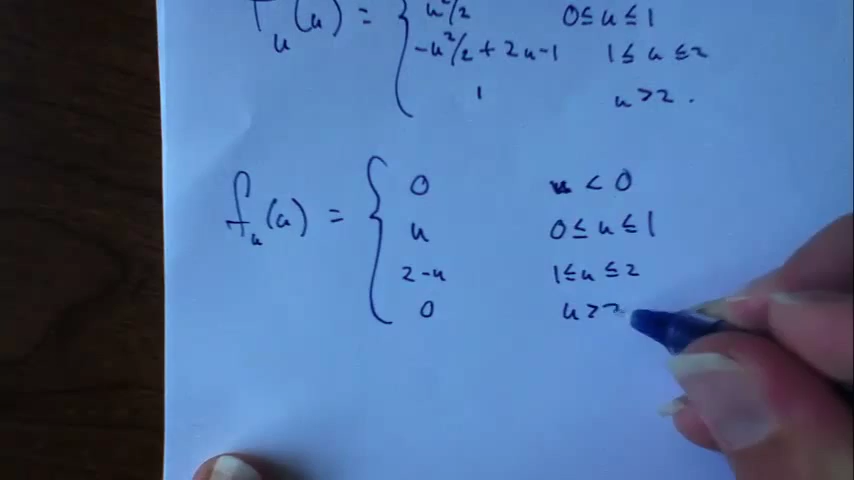 F_u(u) = { u²/2 0≤u≤1
-u²/2 + 2u-1 1≤u≤2
1 u>2.
f_u(u) = { 0 u<0
u 0≤u≤1
2-u 1≤u≤2
0 u>2